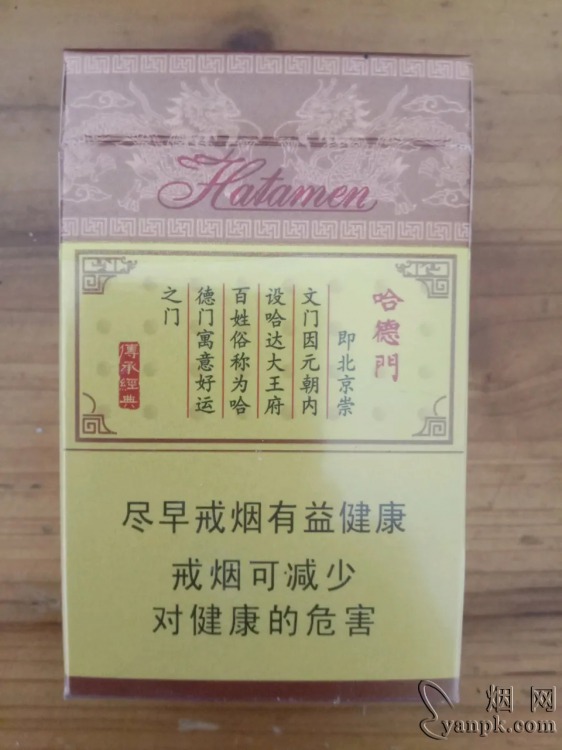 Hatamen
哈德門
即北京崇
文门因元朝内
设哈达大王府
百姓俗称为哈
德门寓意好运
之门
傳承經典
尽早戒烟有益健康
戒烟可减少
对健康的危害
烟网
yanpk.com